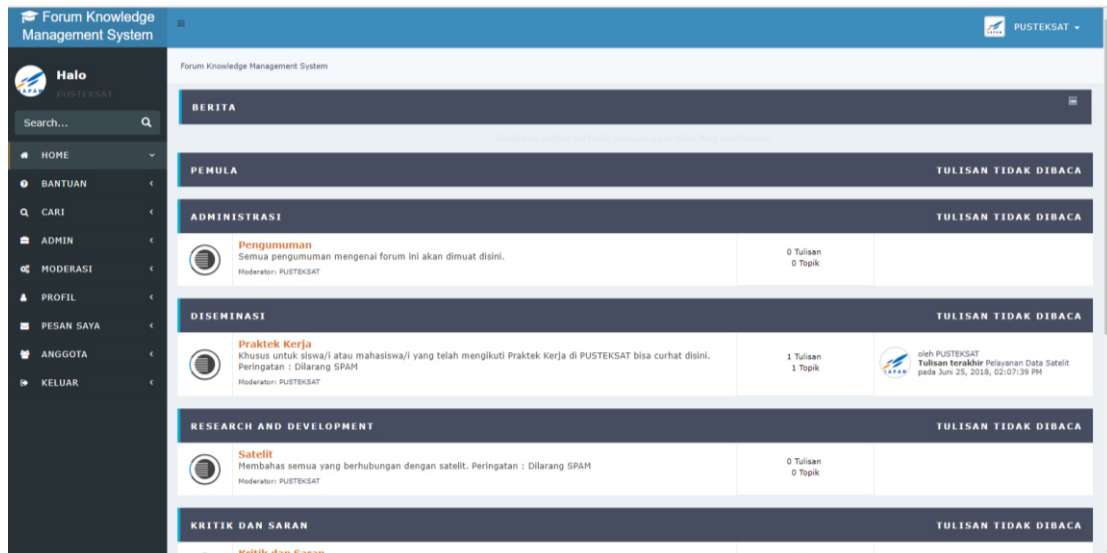 Forum Knowledge
Management System
PUSTEKSAT
Halo
PUSTEKSAT
Search...
HOME
BANTUAN
CARI
ADMIN
MODERASI
PROFIL
PESAN SAYA
ANGGOTA
KELUAR
Forum Knowledge Management System
BERITA
PEMULA TULISAN TIDAK DIBACA
ADMINISTRASI TULISAN TIDAK DIBACA
Pengumuman
Semua pengumuman mengenai forum ini akan dimuat disini.
Moderator: PUSTEKSAT
0 Tulisan
0 Topik
DISEMINASI TULISAN TIDAK DIBACA
Praktek Kerja
Khusus untuk siswa/i atau mahasiswa/i yang telah mengikuti Praktek Kerja di PUSTEKSAT bisa curhat disini.
Peringatan : Dilarang SPAM
Moderator: PUSTEKSAT
1 Tulisan
1 Topik
LAPAN
oleh PUSTEKSAT
Tulisan terakhir Pelayanan Data Satelit
pada Juni 25, 2018, 02:07:39 PM
RESEARCH AND DEVELOPMENT TULISAN TIDAK DIBACA
Satelit
Membahas semua yang berhubungan dengan satelit. Peringatan : Dilarang SPAM
Moderator: PUSTEKSAT
0 Tulisan
0 Topik
KRITIK DAN SARAN TULISAN TIDAK DIBACA
Kritik dan Saran